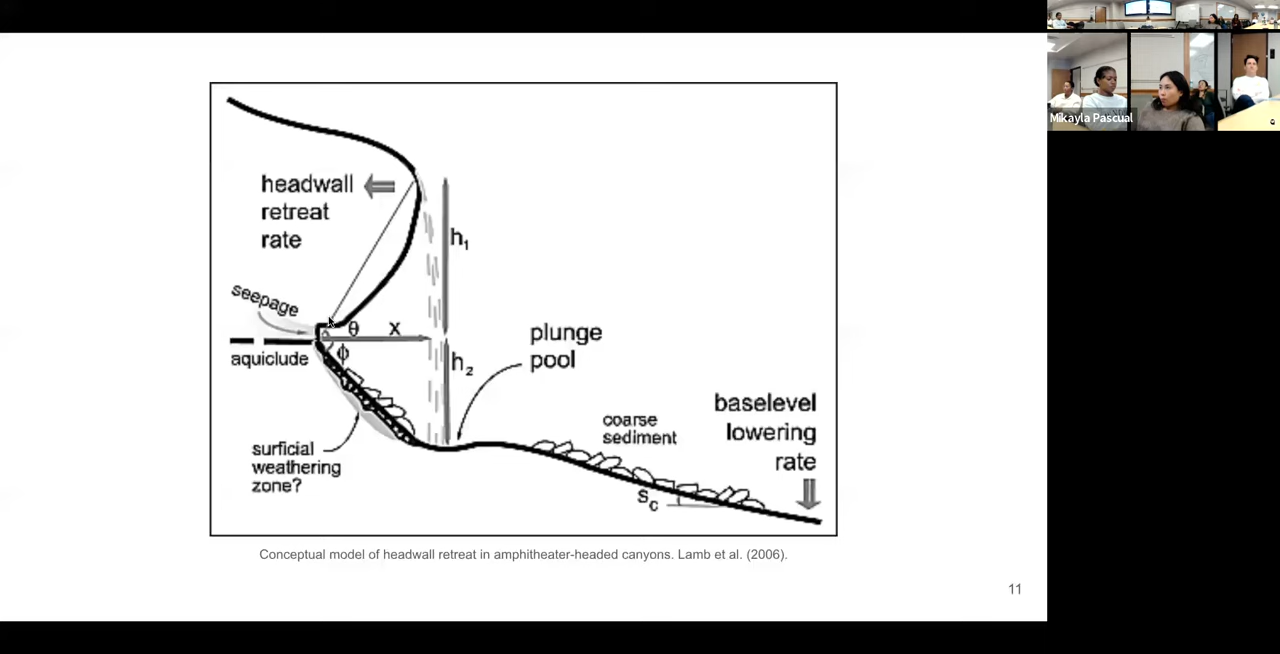 headwall
retreat
rate
h1
seepage
θ
x
aquiclude
ϕ
h2
plunge
pool
surficial
weathering
zone?
coarse
sediment
baselevel
lowering
rate
Sc
Conceptual model of headwall retreat in amphitheater-headed canyons. Lamb et al. (2006).
11
Mikayla Pascual